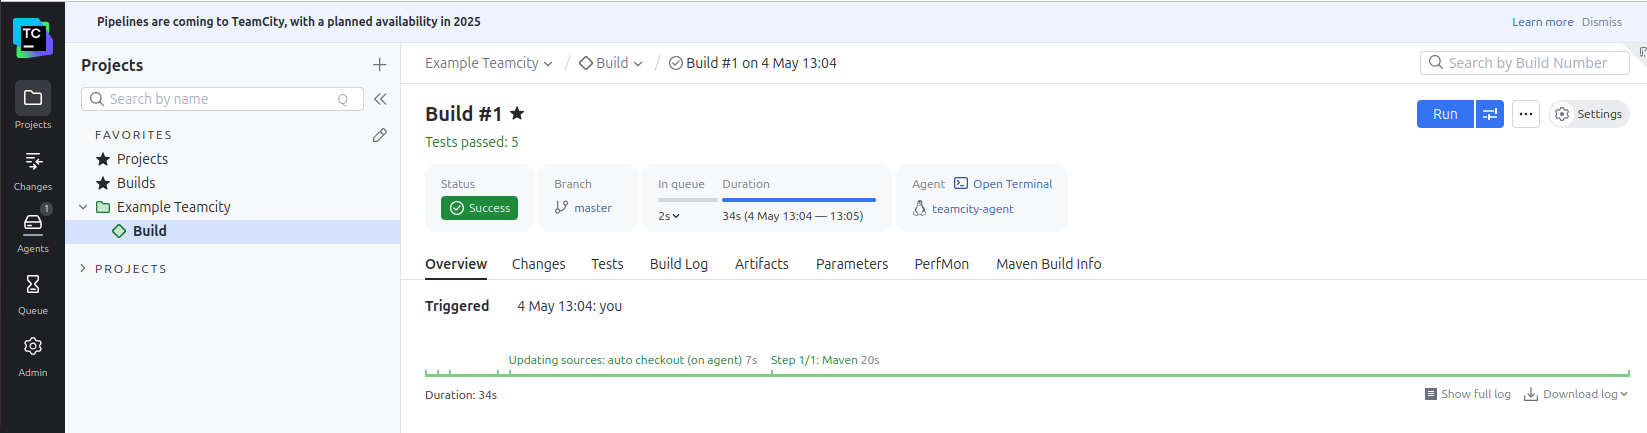 Pipelines are coming to TeamCity, with a planned availability in 2025
Learn more Dismiss
TC
Projects
Changes
1
Agents
Queue
Admin
Projects
Search by name Q
FAVORITES
Projects
Builds
Example Teamcity
Build
PROJECTS
Example Teamcity / Build / Build #1 on 4 May 13:04
Search by Build Number
Build #1
Run
Settings
Tests passed: 5
Status
Success
Branch
master
In queue
2s
Duration
34s (4 May 13:04 — 13:05)
Agent Open Terminal
teamcity-agent
Overview Changes Tests Build Log Artifacts Parameters PerfMon Maven Build Info
Triggered 4 May 13:04: you
Updating sources: auto checkout (on agent) 7s Step 1/1: Maven 20s
Duration: 34s
Show full log Download log